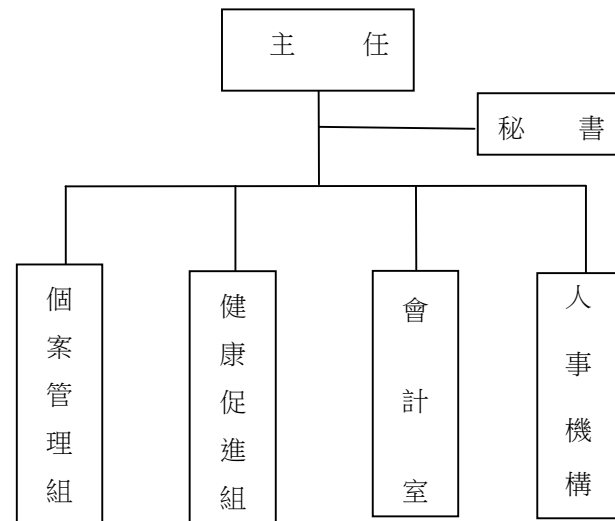 主 任
秘 書
個案管理組
健康促進組
會計室
人事機構